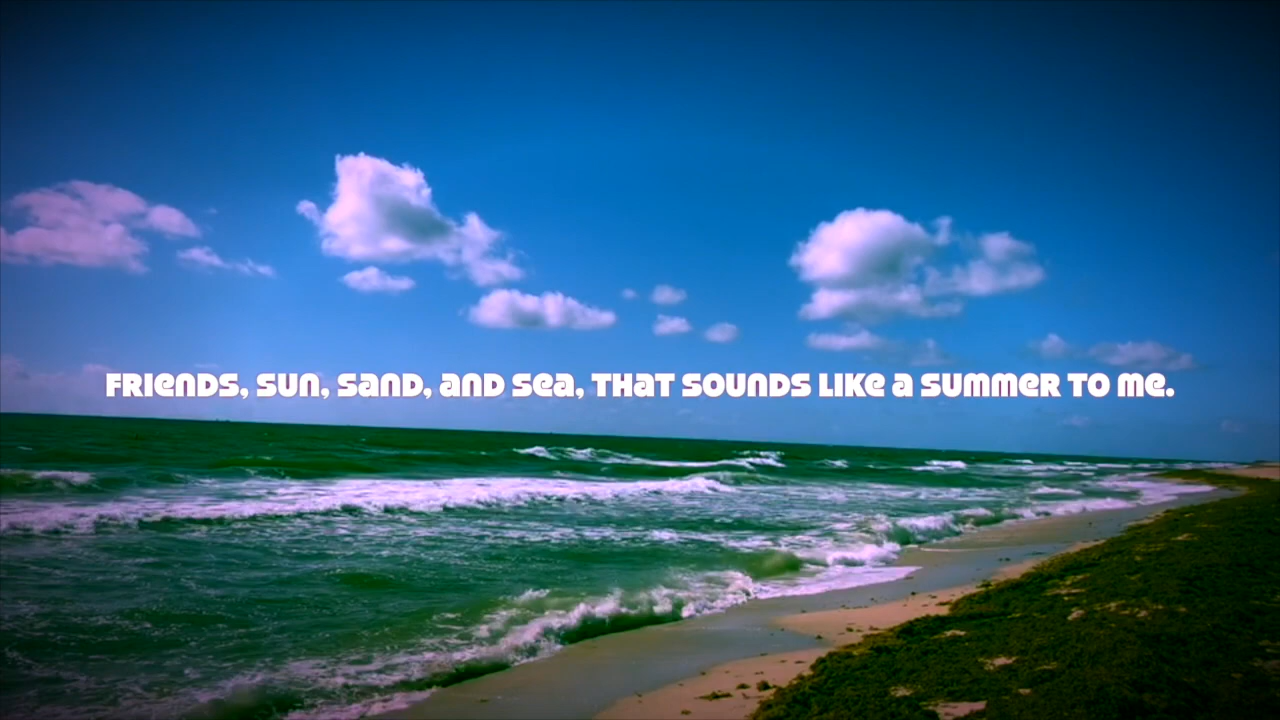 Friends, sun, sand, and sea, that sounds like a summer to me.